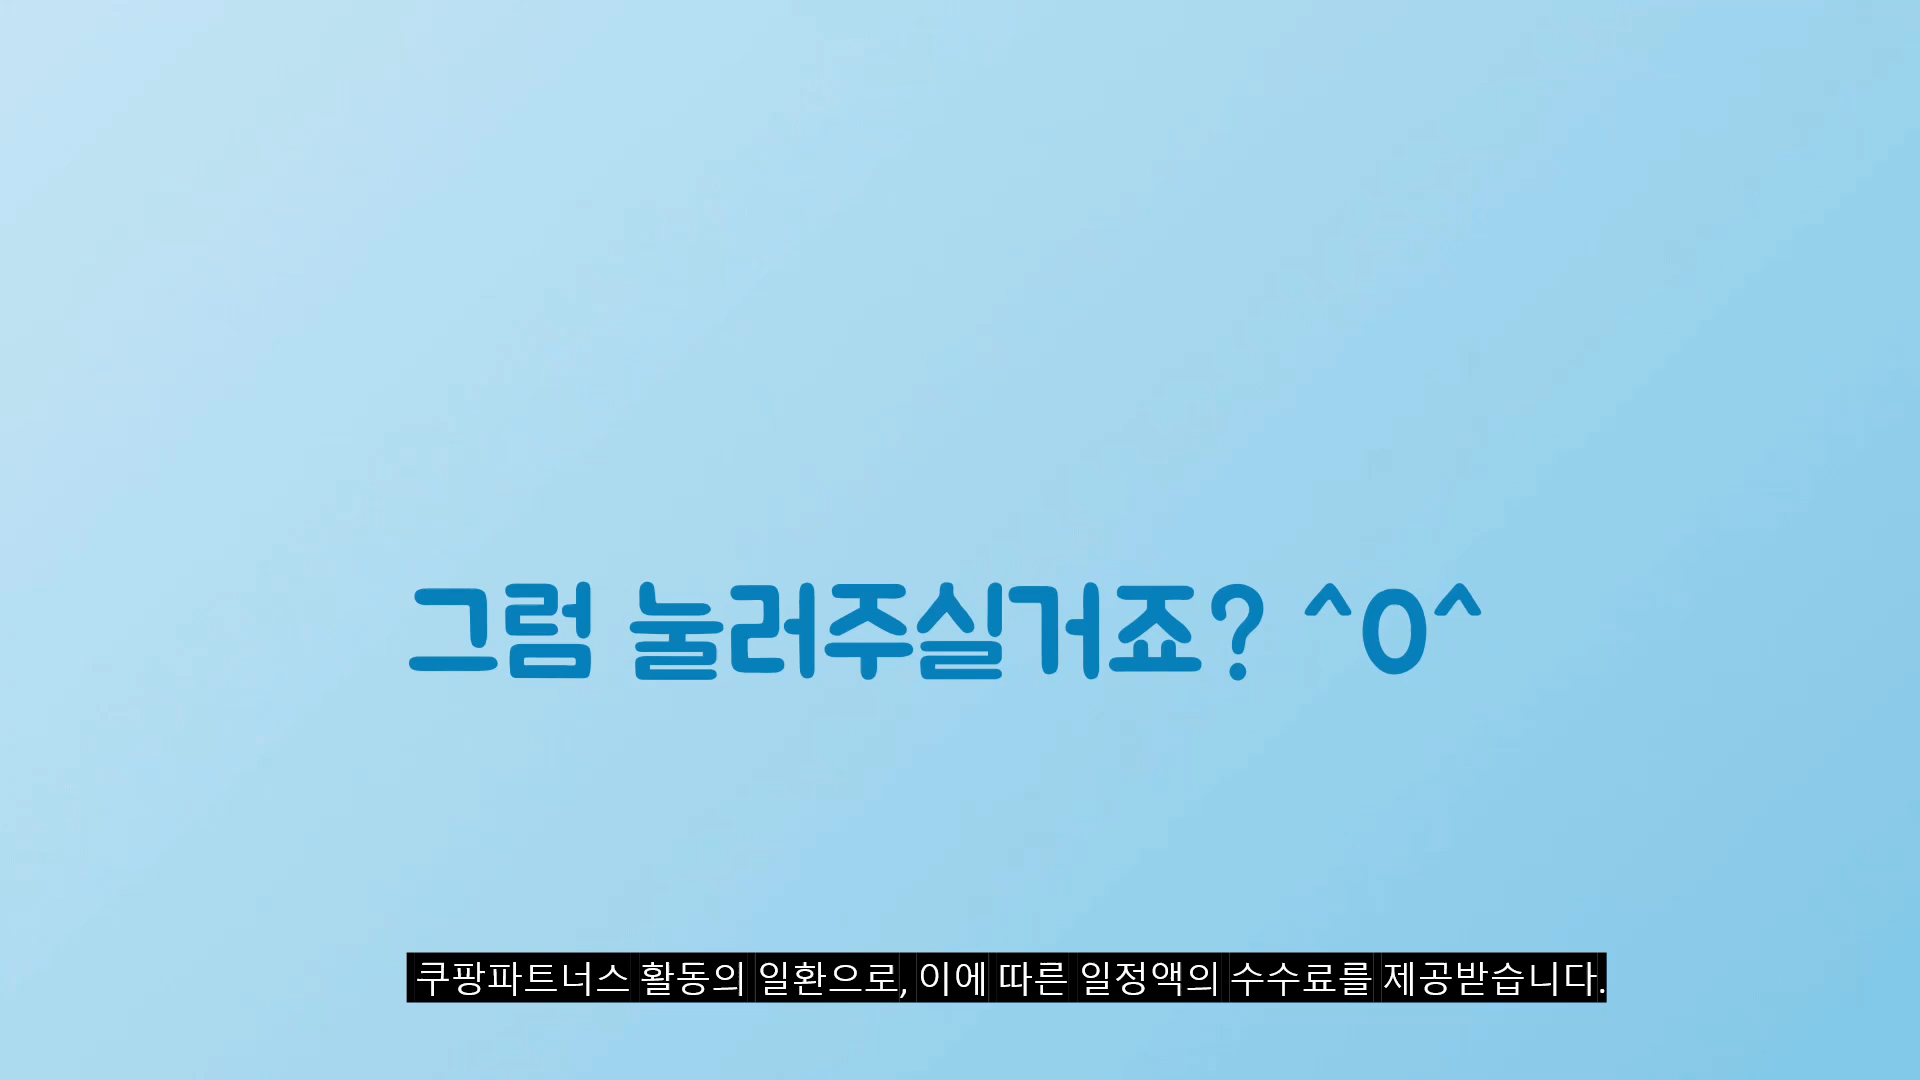 그럼 눌러주실거죠? ^0^
쿠팡파트너스 활동의 일환으로, 이에 따른 일정액의 수수료를 제공받습니다.